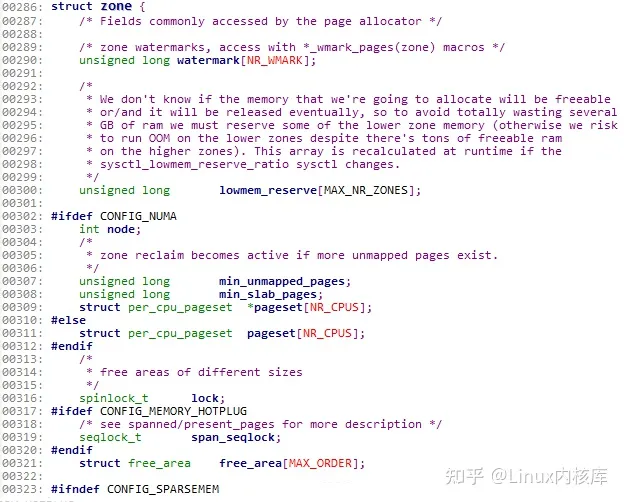 00286: struct zone {
00287:     /* Fields commonly accessed by the page allocator */
00288:
00289:     /* zone watermarks, access with *_wmark_pages(zone) macros */
00290:     unsigned long watermark[NR_WMARK];
00291:
00292:     /*
00293:      * We don't know if the memory that we're going to allocate will be freeable
00294:      * or/and it will be released eventually, so to avoid totally wasting several
00295:      * GB of ram we must reserve some of the lower zone memory (otherwise we risk
00296:      * to run OOM on the lower zones despite there's tons of freeable ram
00297:      * on the higher zones). This array is recalculated at runtime if the
00298:      * sysctl_lowmem_reserve_ratio sysctl changes.
00299:      */
00300:     unsigned long       lowmem_reserve[MAX_NR_ZONES];
00301:
00302: #ifdef CONFIG_NUMA
00303:     int node;
00304:     /*
00305:      * zone reclaim becomes active if more unmapped pages exist.
00306:      */
00307:     unsigned long       min_unmapped_pages;
00308:     unsigned long       min_slab_pages;
00309:     struct per_cpu_pageset  *pageset[NR_CPUS];
00310: #else
00311:     struct per_cpu_pageset  pageset[NR_CPUS];
00312: #endif
00313:     /*
00314:      * free areas of different sizes
00315:      */
00316:     spinlock_t      lock;
00317: #ifdef CONFIG_MEMORY_HOTPLUG
00318:     /* see spanned/present_pages for more description */
00319:     seqlock_t       span_seqlock;
00320: #endif
00321:     struct free_area    free_area[MAX_ORDER];
00322:
00323: #ifndef CONFIG_SPARSEMEM
知乎 @Linux内核库